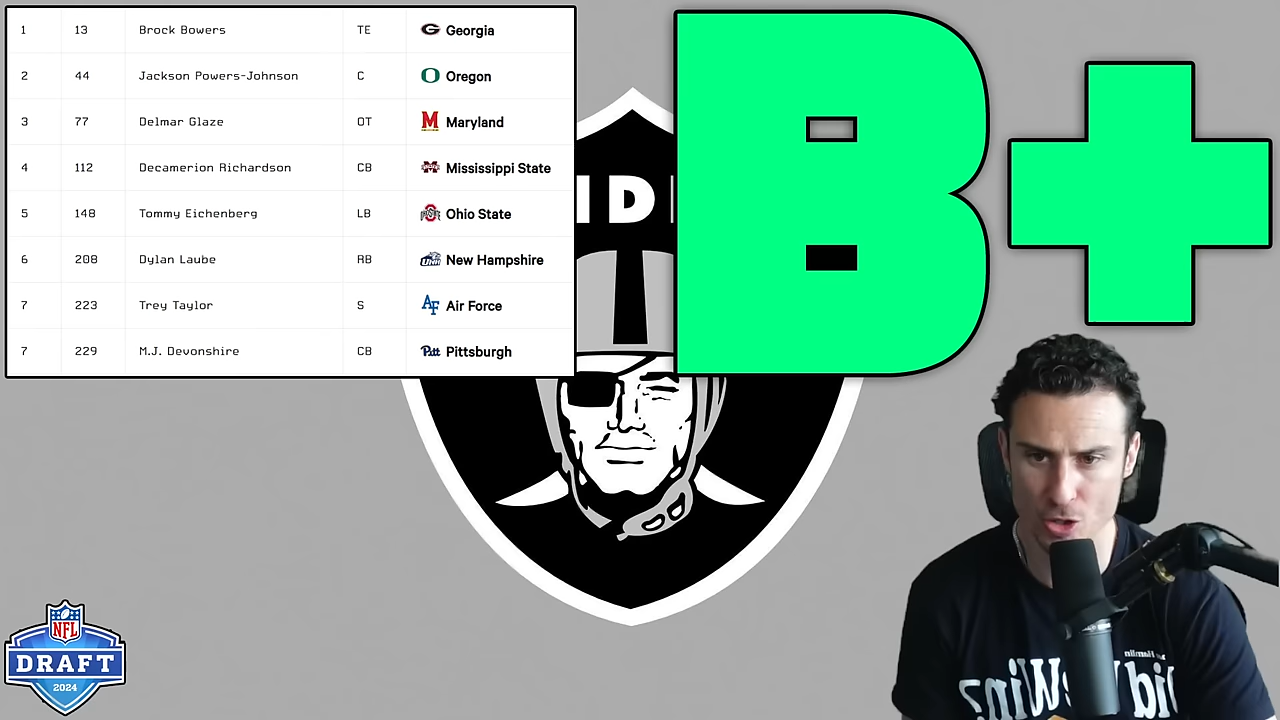 1 13 Brock Bowers TE Georgia
2 44 Jackson Powers-Johnson C Oregon
3 77 Delmar Glaze OT Maryland
4 112 Decamerion Richardson CB Mississippi State
5 148 Tommy Eichenberg LB Ohio State
6 208 Dylan Laube RB New Hampshire
7 223 Trey Taylor S Air Force
7 229 M.J. Devonshire CB Pittsburgh
B+
NFL
DRAFT
2024